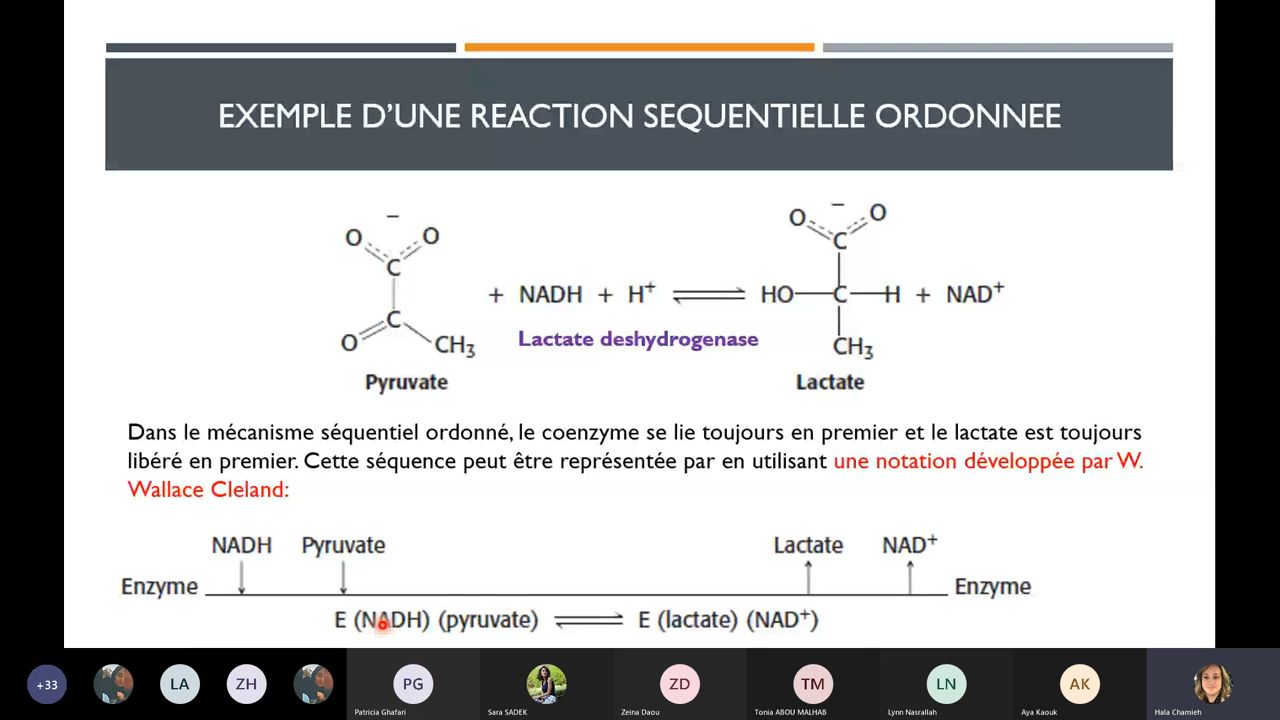 EXEMPLE D'UNE REACTION SEQUENTIELLE ORDONNEE
O − O
C
O C CH3
Pyruvate
+ NADH + H+ ⇌
Lactate deshydrogenase
O − O
C
HO—C—H + NAD+
CH3
Lactate
Dans le mécanisme séquentiel ordonné, le coenzyme se lie toujours en premier et le lactate est toujours
libéré en premier. Cette séquence peut être représentée par en utilisant une notation développée par W.
Wallace Cleland:
NADH Pyruvate Lactate NAD+
Enzyme Enzyme
E (NADH) (pyruvate) ⇌ E (lactate) (NAD+)
+33 LA ZH PG ZD TM LN AK
Patricia Ghafari Sara SADEK Zeina Daou Tonia ABOU MALHAB Lynn Nasrallah Aya Kaouk Hala Chamieh